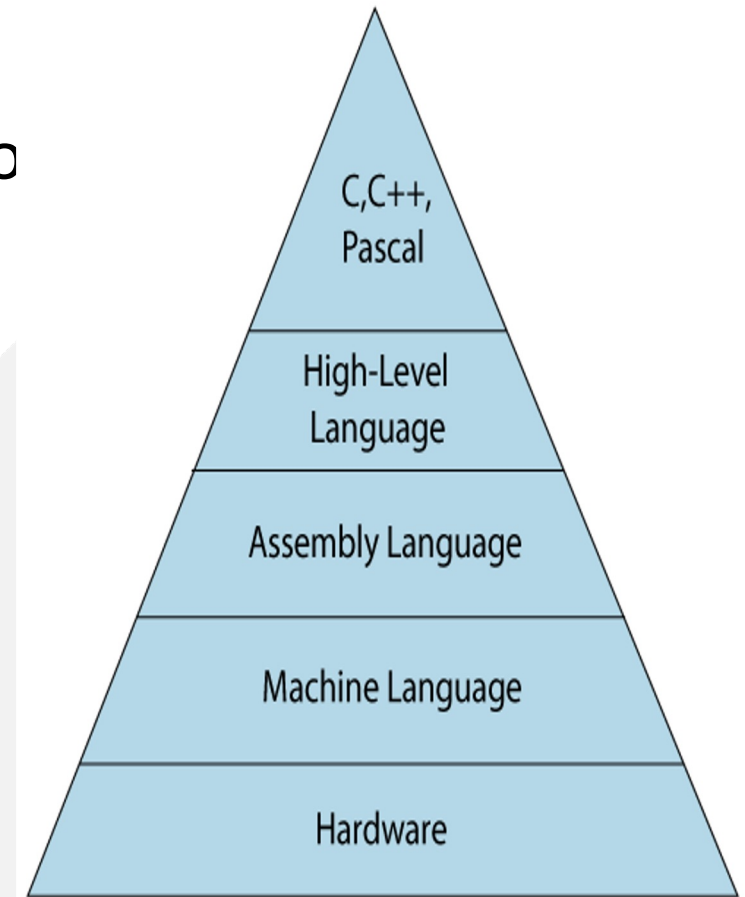 C,C++,
Pascal
High-Level
Language
Assembly Language
Machine Language
Hardware